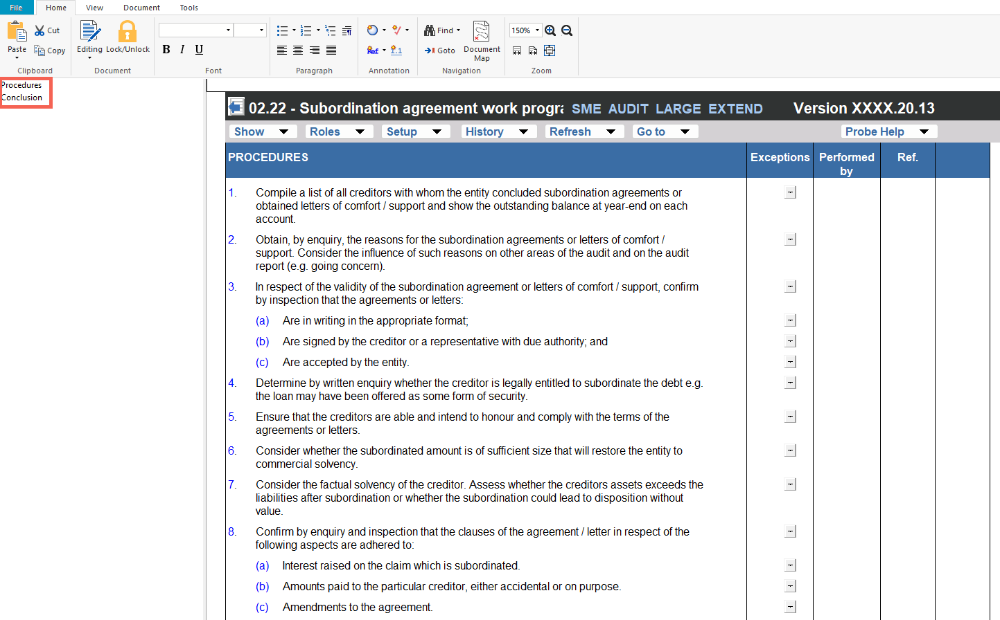 File Home View Document Tools
Paste Cut Copy Editing Lock/Unlock B I U Find Goto Document Map 150% Ref 1.1
Clipboard Document Font Paragraph Annotation Navigation Zoom
Procedures
Conclusion
02.22 - Subordination agreement work progra SME AUDIT LARGE EXTEND Version XXXX.20.13
Show Roles Setup History Refresh Go to Probe Help
PROCEDURES Exceptions Performed by Ref.
1. Compile a list of all creditors with whom the entity concluded subordination agreements or
obtained letters of comfort / support and show the outstanding balance at year-end on each
account.
2. Obtain, by enquiry, the reasons for the subordination agreements or letters of comfort /
support. Consider the influence of such reasons on other areas of the audit and on the audit
report (e.g. going concern).
3. In respect of the validity of the subordination agreement or letters of comfort / support, confirm
by inspection that the agreements or letters:
(a) Are in writing in the appropriate format;
(b) Are signed by the creditor or a representative with due authority; and
(c) Are accepted by the entity.
4. Determine by written enquiry whether the creditor is legally entitled to subordinate the debt e.g.
the loan may have been offered as some form of security.
5. Ensure that the creditors are able and intend to honour and comply with the terms of the
agreements or letters.
6. Consider whether the subordinated amount is of sufficient size that will restore the entity to
commercial solvency.
7. Consider the factual solvency of the creditor. Assess whether the creditors assets exceeds the
liabilities after subordination or whether the subordination could lead to disposition without
value.
8. Confirm by enquiry and inspection that the clauses of the agreement / letter in respect of the
following aspects are adhered to:
(a) Interest raised on the claim which is subordinated.
(b) Amounts paid to the particular creditor, either accidental or on purpose.
(c) Amendments to the agreement.